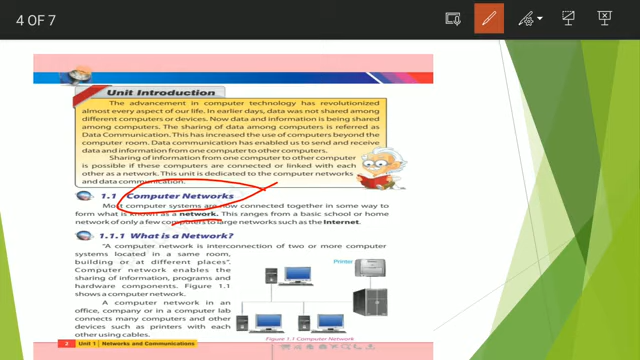 4 OF 7
Unit Introduction
The advancement in computer technology has revolutionized
almost every aspect of our life. In earlier days, data was not shared among
different computers or devices. Now data and information is being shared
among computers. The sharing of data among computers is referred as
Data Communication. This has increased the use of computers beyond the
computer room. Data communication has enabled us to send and receive
data and information from one computer to other computers.
Sharing of information from one computer to other computer
is possible if these computers are connected or linked with each
other as a network. This unit is dedicated to the computer networks
and data communication.
1.1 Computer Networks
Most computer systems are now connected together in some way to
form what is known as a network. This ranges from a basic school or home
network of only a few computers to large networks such as the Internet.
1.1.1 What is a Network?
"A computer network is interconnection of two or more computer
systems located in a same room,
building or at different places".
Computer network enables the
sharing of information, programs and
hardware components. Figure 1.1
shows a computer network.
A computer network in an
office, company or in a computer lab
connects many computers and other
devices such as printers with each
other using cables.
Printer
Figure 1.1 Computer Network
2 Unit 1 Networks and Communications